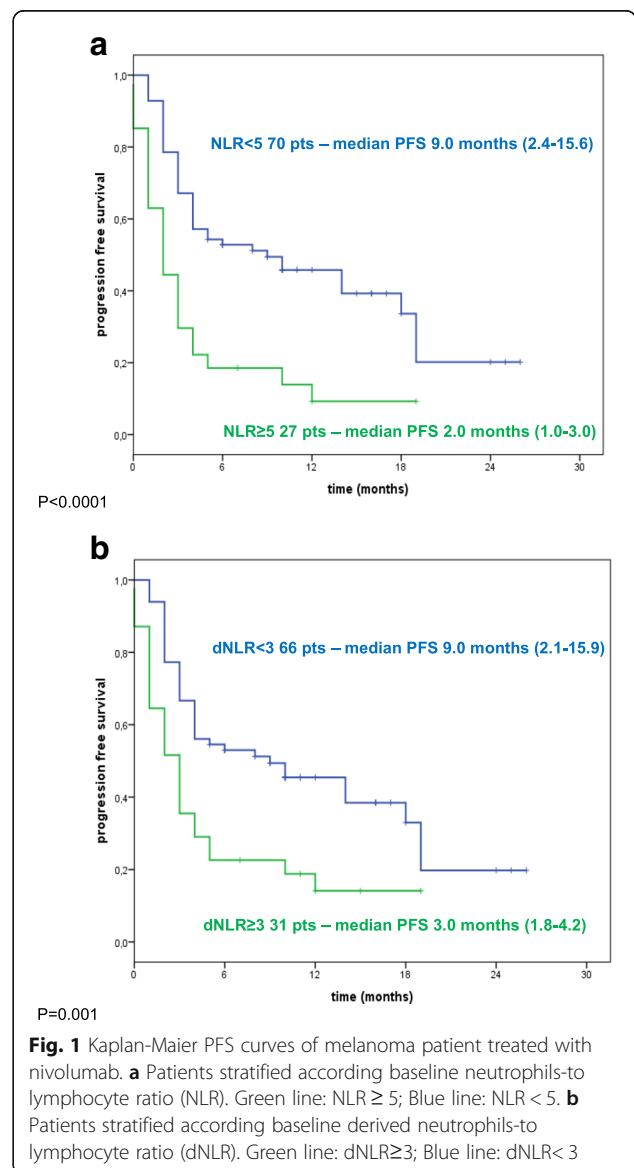 a
1,0
NLR<5 70 pts – median PFS 9.0 months (2.4-15.6)
0,8
0,6
progression free survival
0,4
0,2
NLR≥5 27 pts – median PFS 2.0 months (1.0-3.0)
0,0
0 6 12 18 24 30
time (months)
P<0.0001
b
1,0
dNLR<3 66 pts – median PFS 9.0 months (2.1-15.9)
0,8
0,6
progression free survival
0,4
0,2
dNLR≥3 31 pts – median PFS 3.0 months (1.8-4.2)
0,0
0 6 12 18 24 30
time (months)
P=0.001
Fig. 1 Kaplan-Maier PFS curves of melanoma patient treated with
nivolumab. a Patients stratified according baseline neutrophils-to
lymphocyte ratio (NLR). Green line: NLR ≥ 5; Blue line: NLR < 5. b
Patients stratified according baseline derived neutrophils-to
lymphocyte ratio (dNLR). Green line: dNLR≥3; Blue line: dNLR< 3